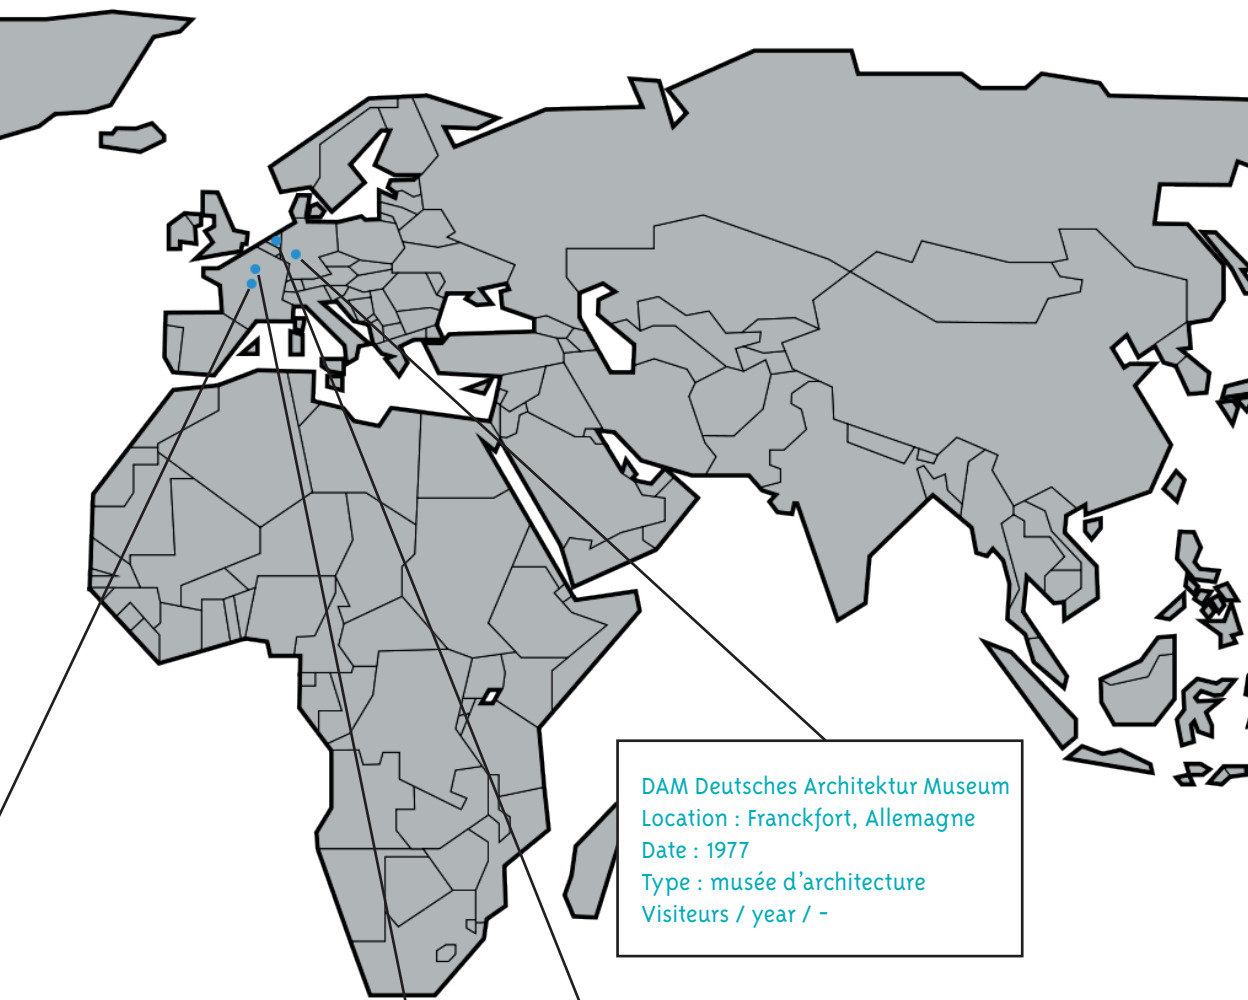 DAM Deutsches Architektur Museum
Location : Franckfort, Allemagne
Date : 1977
Type : musée d’architecture
Visiteurs / year / -